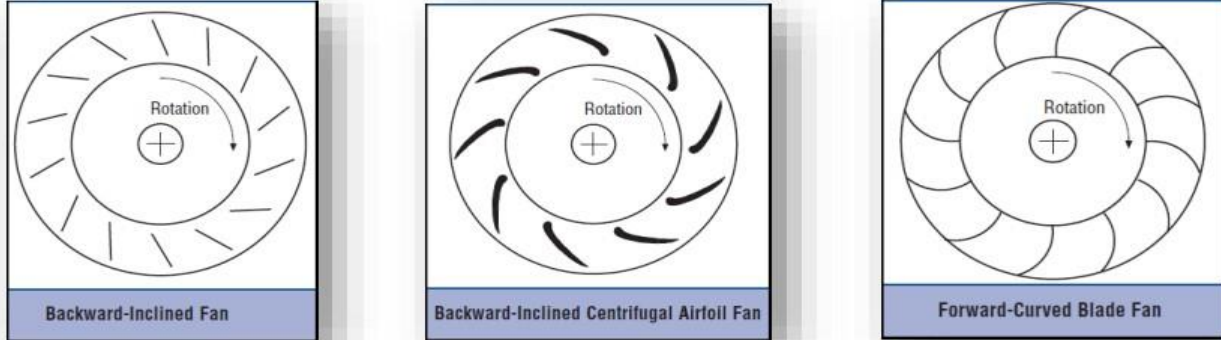 Rotation
Backward-Inclined Fan
Rotation
Backward-Inclined Centrifugal Airfoil Fan
Rotation
Forward-Curved Blade Fan